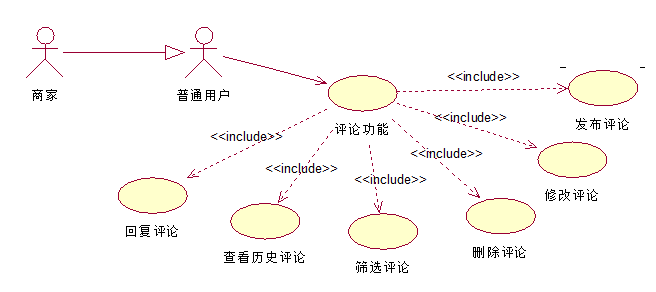 商家
普通用户
评论功能
<<include>>
发布评论
<<include>>
修改评论
<<include>>
回复评论
<<include>>
查看历史评论
<<include>>
筛选评论
<<include>>
删除评论